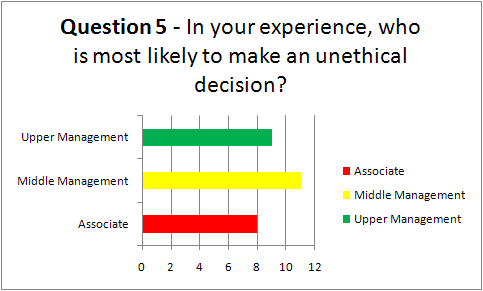 Question 5 - In your experience, who
is most likely to make an unethical
decision?
Upper Management
Middle Management
Associate
0 2 4 6 8 10 12
Associate
Middle Management
Upper Management